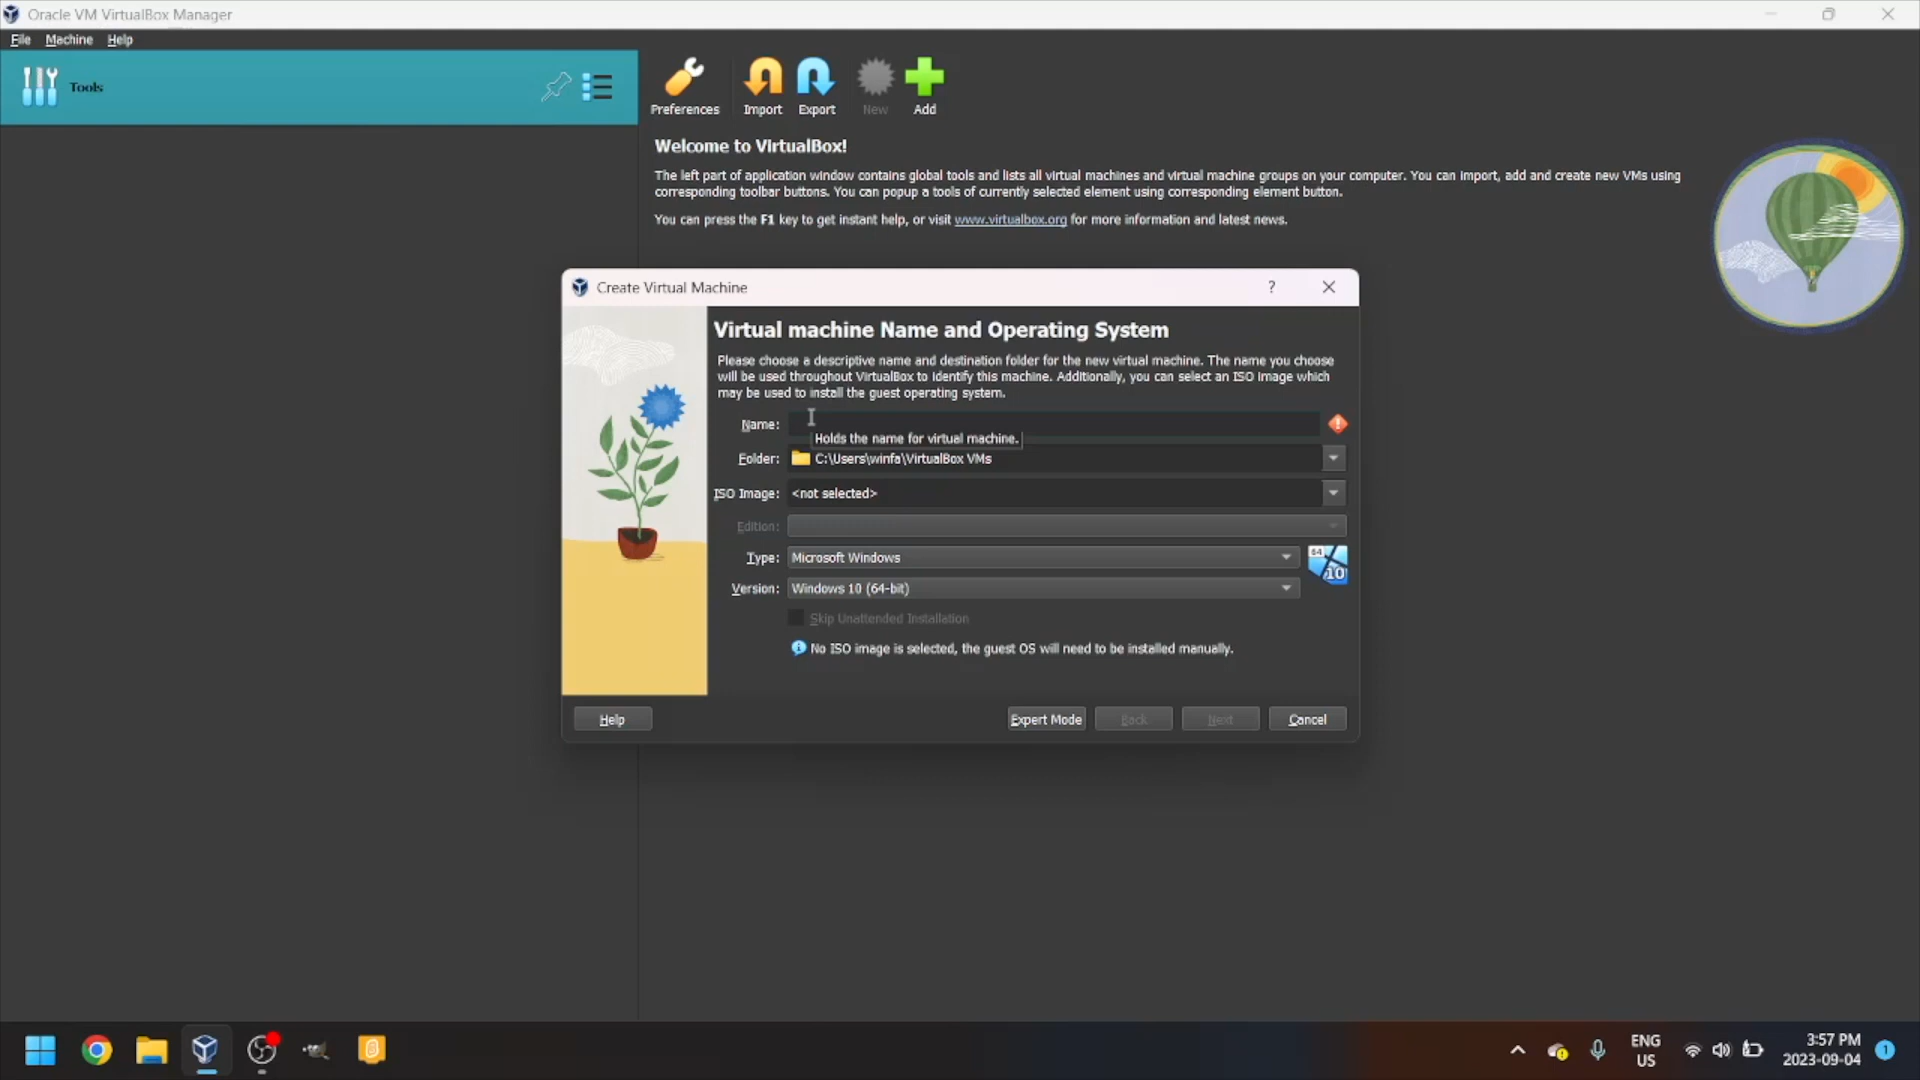 Oracle VM VirtualBox Manager
File Machine Help
Tools
Preferences Import Export New Add
Welcome to VirtualBox!
The left part of application window contains global tools and lists all virtual machines and virtual machine groups on your computer. You can import, add and create new VMs using
corresponding toolbar buttons. You can popup a tools of currently selected element using corresponding element button.
You can press the F1 key to get instant help, or visit www.virtualbox.org for more information and latest news.
Create Virtual Machine ?
Virtual machine Name and Operating System
Please choose a descriptive name and destination folder for the new virtual machine. The name you choose
will be used throughout VirtualBox to identify this machine. Additionally, you can select an ISO image which
may be used to install the guest operating system.
Name:
Holds the name for virtual machine.
Folder: C:\Users\winfa\VirtualBox VMs
ISO Image: <not selected>
Edition:
Type: Microsoft Windows
64
10
Version: Windows 10 (64-bit)
Skip Unattended Installation
No ISO image is selected, the guest OS will need to be installed manually.
Help Expert Mode Back Next Cancel
ENG
US
3:57 PM
2023-09-04
1